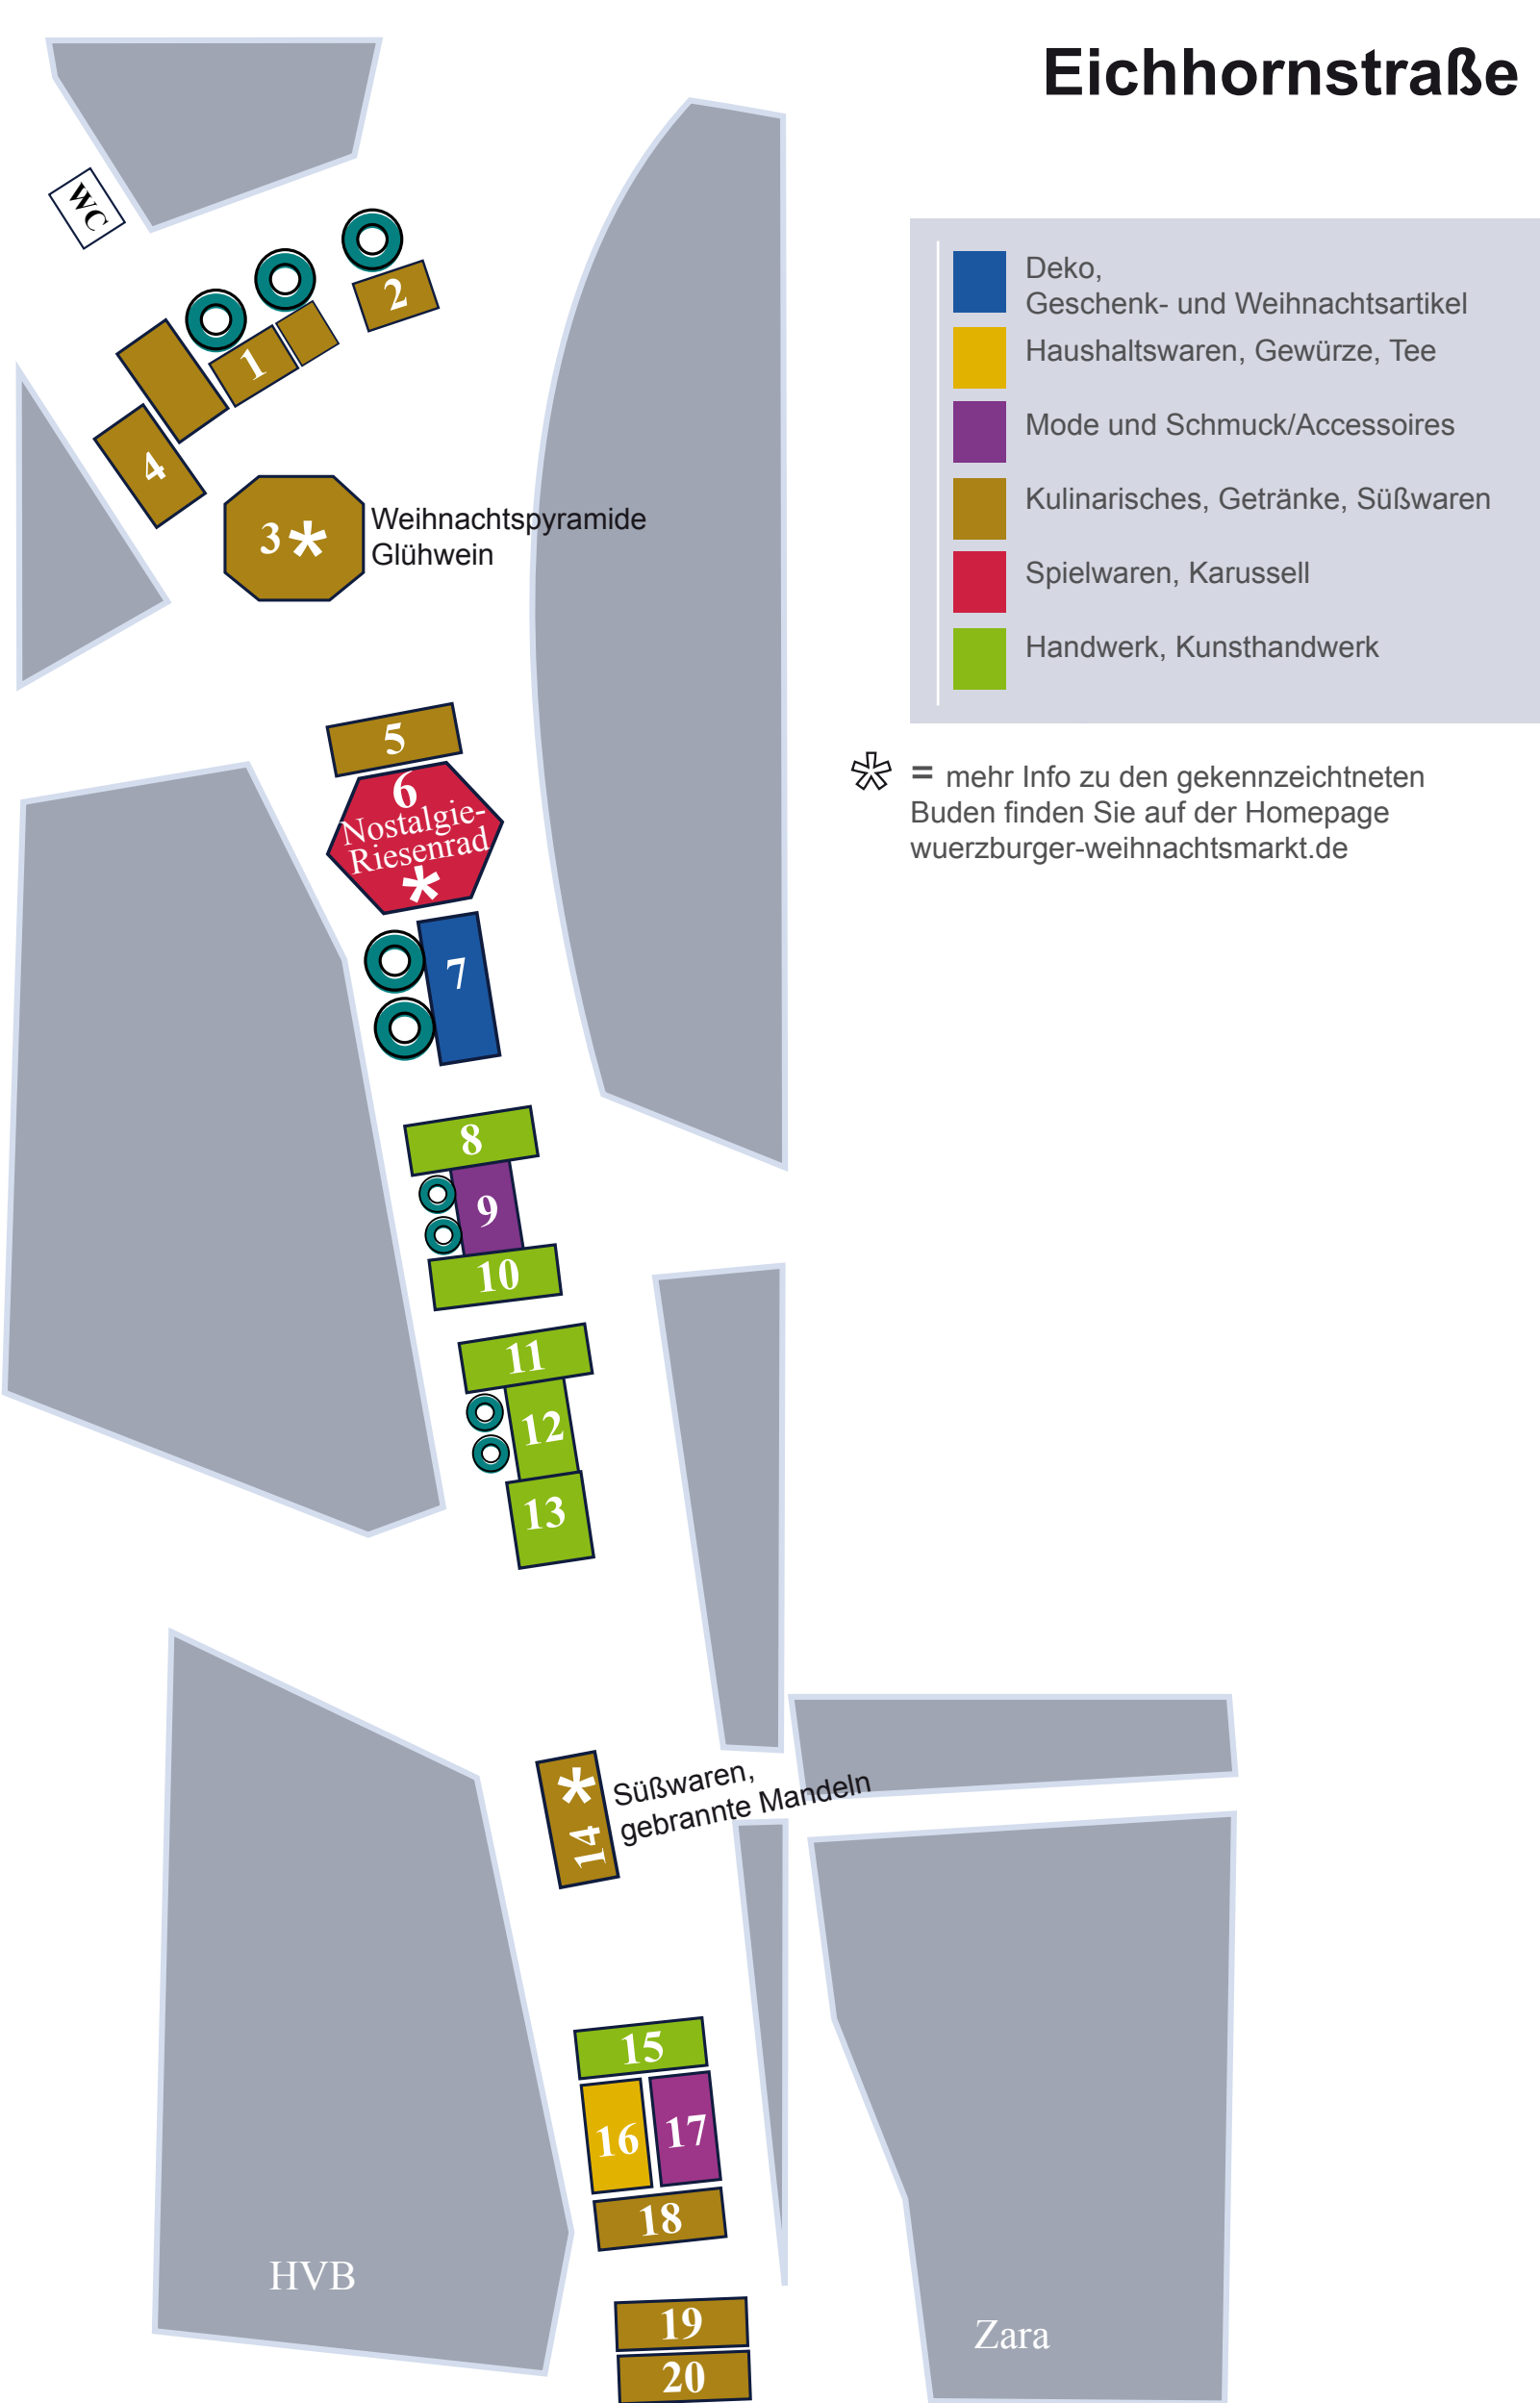 Eichhornstraße
WC
Deko,
Geschenk- und Weihnachtsartikel
Haushaltswaren, Gewürze, Tee
Mode und Schmuck/Accessoires
Kulinarisches, Getränke, Süßwaren
Spielwaren, Karussell
Handwerk, Kunsthandwerk
* = mehr Info zu den gekennzeichtneten
Buden finden Sie auf der Homepage
wuerzburger-weihnachtsmarkt.de
2
1
4
3 *
Weihnachtspyramide
Glühwein
5
6
Nostalgie-
Riesenrad
*
7
8
9
10
11
12
13
14 *
Süßwaren,
gebrannte Mandeln
15
16
17
18
HVB
19
Zara
20